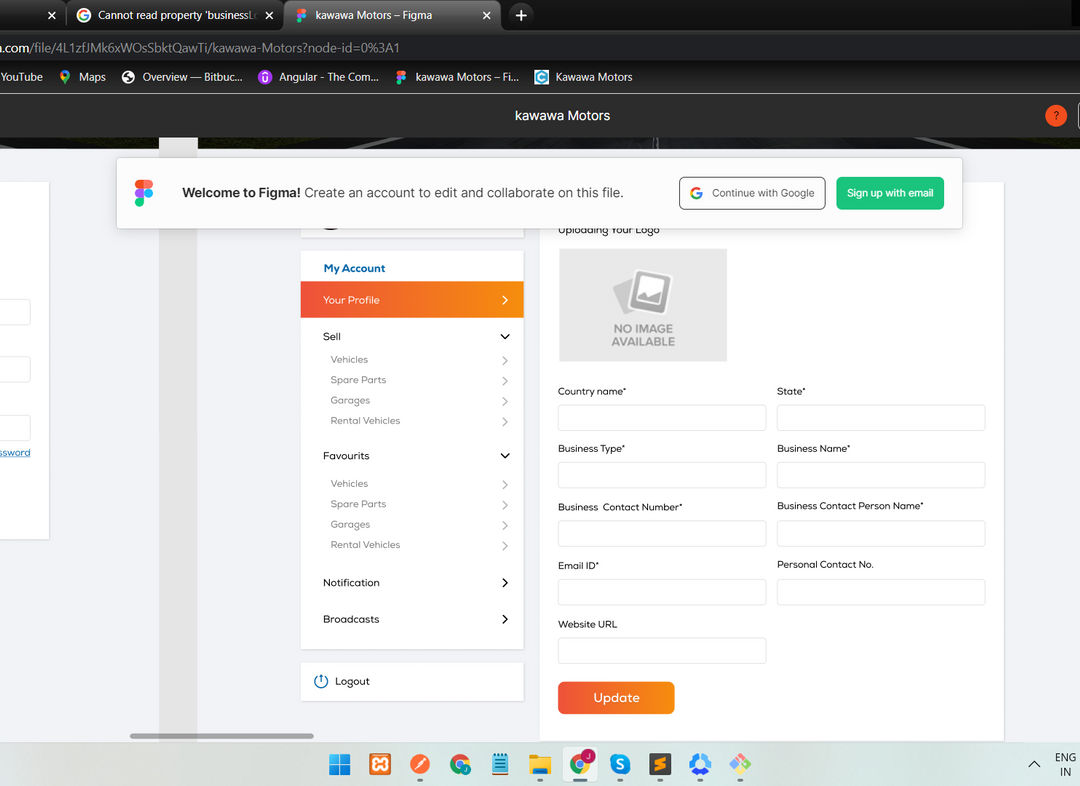 Cannot read property 'businessLo
kawawa Motors – Figma
.com/file/4L1zfJMk6xWOsSbktQawTi/kawawa-Motors?node-id=0%3A1
YouTube
Maps
Overview — Bitbuc...
Angular - The Com...
kawawa Motors – Fi...
Kawawa Motors
kawawa Motors
?
Welcome to Figma! Create an account to edit and collaborate on this file.
Continue with Google
Sign up with email
Uploading Your Logo
My Account
Your Profile
Sell
Vehicles
Spare Parts
Garages
Rental Vehicles
Favourits
Vehicles
Spare Parts
Garages
Rental Vehicles
Notification
Broadcasts
Logout
ssword
NO IMAGE
AVAILABLE
Country name*
State*
Business Type*
Business Name*
Business  Contact Number*
Business Contact Person Name*
Email ID*
Personal Contact No.
Website URL
Update
ENG
IN